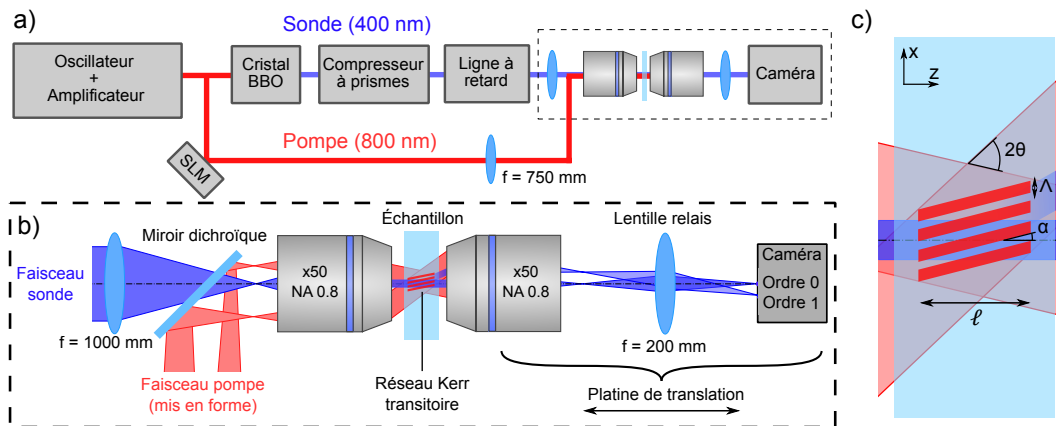 a)
Sonde (400 nm)
Oscillateur
+
Amplificateur
Cristal
BBO
Compresseur
à prismes
Ligne à
retard
Caméra
Pompe (800 nm)
SLM
f = 750 mm
b)
Miroir dichroïque
Échantillon
Lentille relais
Faisceau
sonde
x50
NA 0.8
x50
NA 0.8
Caméra
Ordre 0
Ordre 1
f = 1000 mm
f = 200 mm
Faisceau pompe
(mis en forme)
Réseau Kerr
transitoire
Platine de translation
c)
x
z
2θ
Λ
α
ℓ